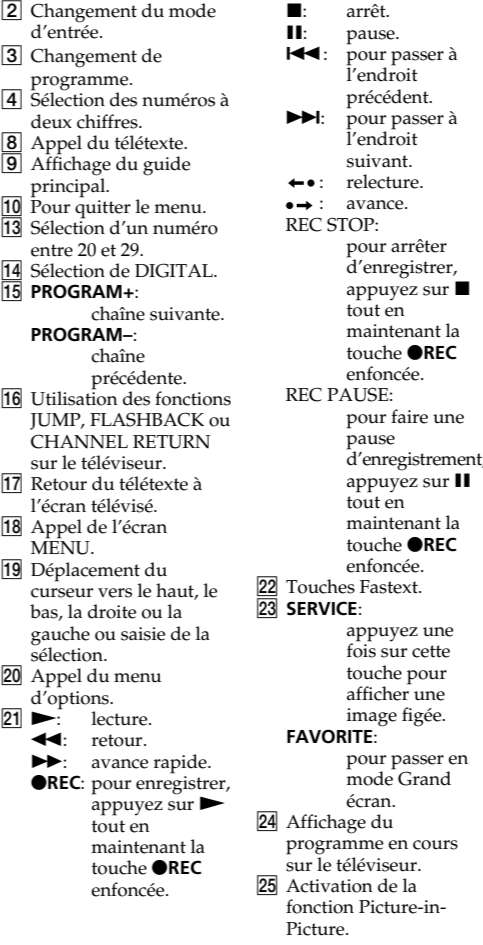 2 Changement du mode
d'entrée.
3 Changement de
programme.
4 Sélection des numéros à
deux chiffres.
8 Appel du télétexte.
9 Affichage du guide
principal.
10 Pour quitter le menu.
13 Sélection d'un numéro
entre 20 et 29.
14 Sélection de DIGITAL.
15 PROGRAM+:
chaîne suivante.
PROGRAM–:
chaîne
précédente.
16 Utilisation des fonctions
JUMP, FLASHBACK ou
CHANNEL RETURN
sur le téléviseur.
17 Retour du télétexte à
l'écran télévisé.
18 Appel de l'écran
MENU.
19 Déplacement du
curseur vers le haut, le
bas, la droite ou la
gauche ou saisie de la
sélection.
20 Appel du menu
d'options.
21 ▶: lecture.
◀◀: retour.
▶▶: avance rapide.
●REC: pour enregistrer,
appuyez sur ▶
tout en
maintenant la
touche ●REC
enfoncée.
■: arrêt.
▮▮: pause.
▮◀◀: pour passer à
l'endroit
précédent.
▶▶▮: pour passer à
l'endroit
suivant.
←•: relecture.
•→: avance.
REC STOP:
pour arrêter
d'enregistrer,
appuyez sur ■
tout en
maintenant la
touche ●REC
enfoncée.
REC PAUSE:
pour faire une
pause
d'enregistrement,
appuyez sur ▮▮
tout en
maintenant la
touche ●REC
enfoncée.
22 Touches Fastext.
23 SERVICE:
appuyez une
fois sur cette
touche pour
afficher une
image figée.
FAVORITE:
pour passer en
mode Grand
écran.
24 Affichage du
programme en cours
sur le téléviseur.
25 Activation de la
fonction Picture-in-
Picture.